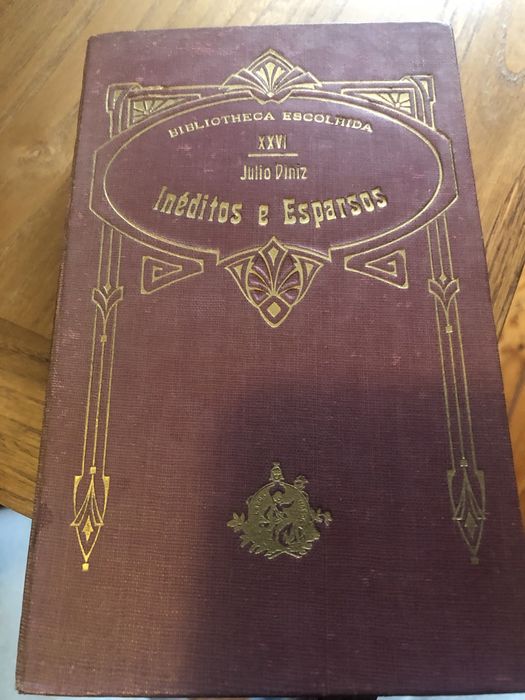 BIBLIOTHECA ESCOLHIDA
XXVI
Julio Diniz
Inéditos e Esparsos